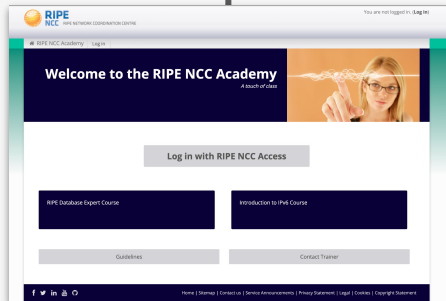 RIPE
NCC RIPE NETWORK COORDINATION CENTRE
You are not logged in. (Log in)
RIPE NCC Academy Log in
Welcome to the RIPE NCC Academy
A touch of class
Log in with RIPE NCC Access
RIPE Database Expert Course
Introduction to IPv6 Course
Guidelines
Contact Trainer
Home | Sitemap | Contact us | Service Announcements | Privacy Statement | Legal | Cookies | Copyright Statement